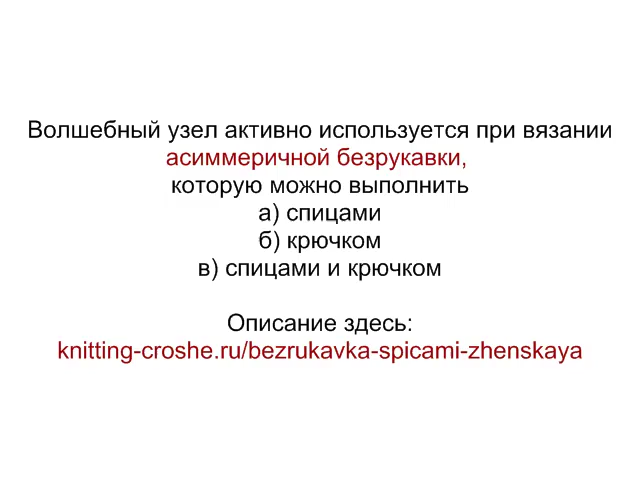 Волшебный узел активно используется при вязании
асиммеричной безрукавки,
которую можно выполнить
а) спицами
б) крючком
в) спицами и крючком
Описание здесь:
knitting-croshe.ru/bezrukavka-spicami-zhenskaya